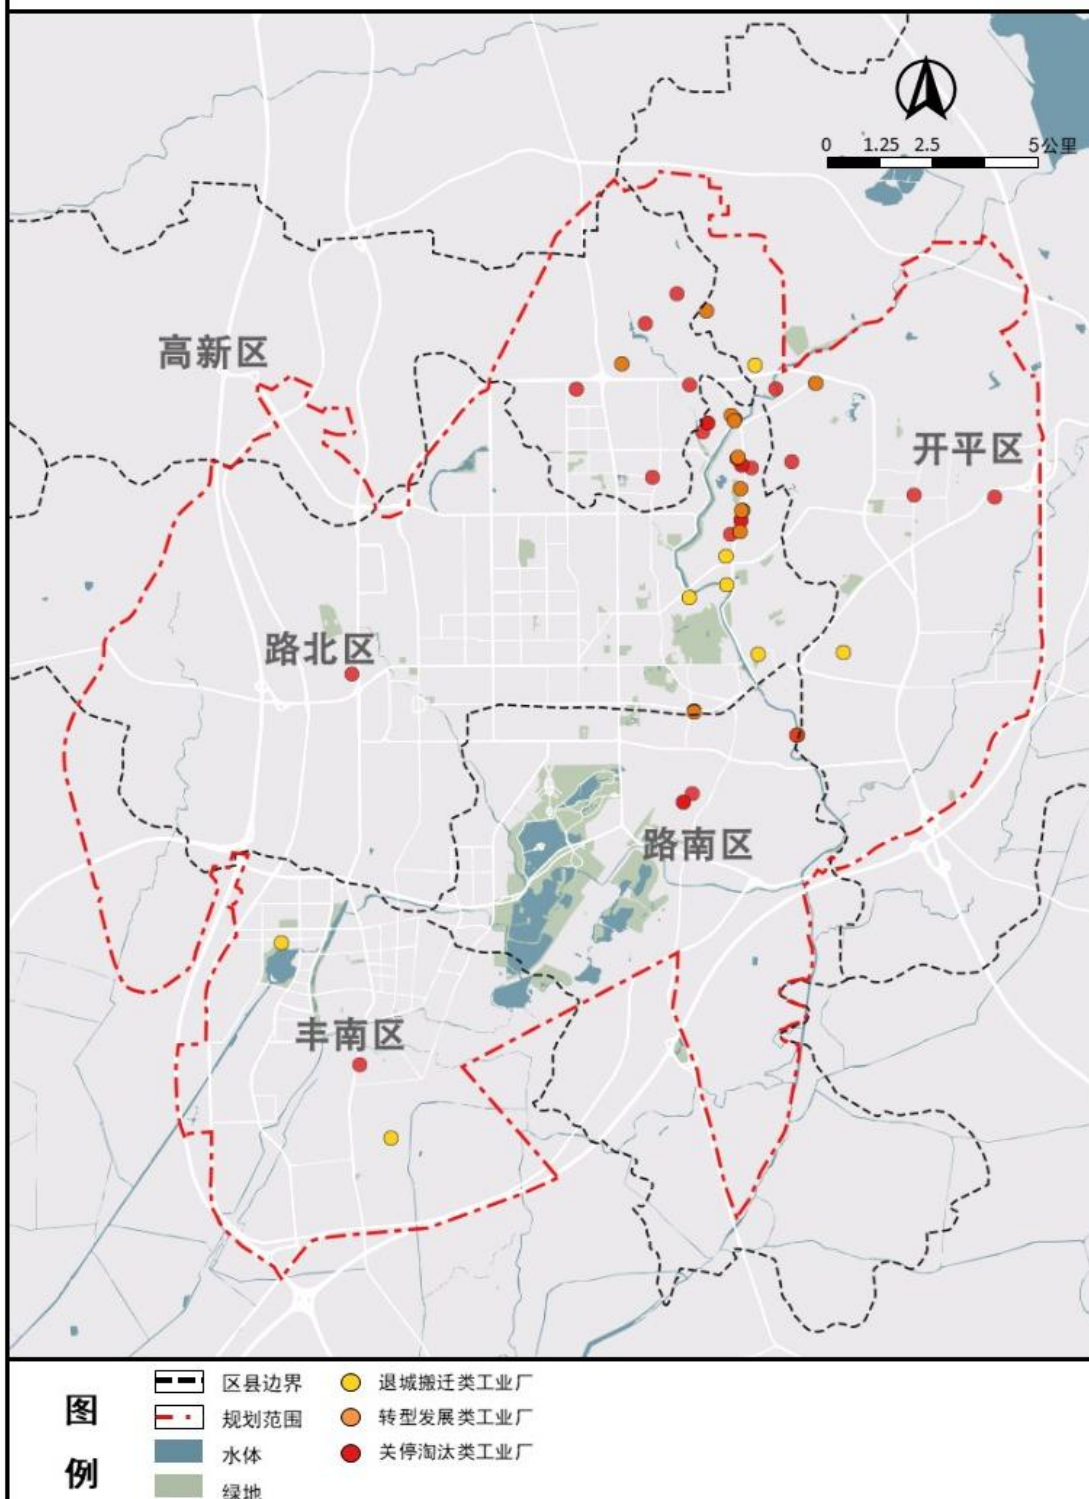 0 1.25 2.5 5公里
高新区
开平区
路北区
路南区
丰南区
图例
区县边界
规划范围
水体
绿地
退城搬迁类工业厂
转型发展类工业厂
关停淘汰类工业厂